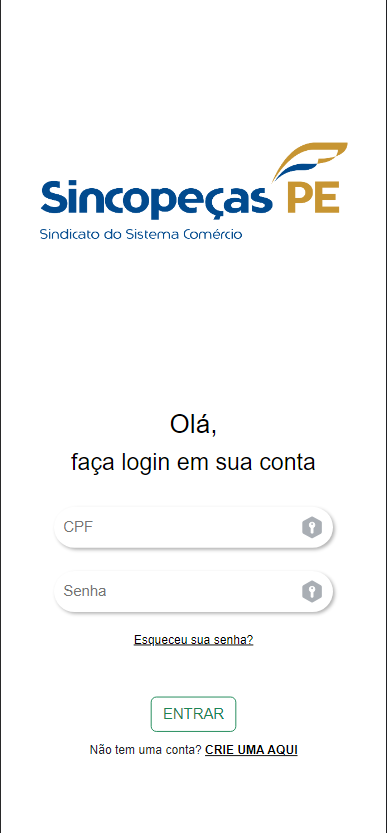 Sincopeças PE
Sindicato do Sistema Comércio
Olá,
faça login em sua conta
CPF
Senha
Esqueceu sua senha?
ENTRAR
Não tem uma conta? CRIE UMA AQUI